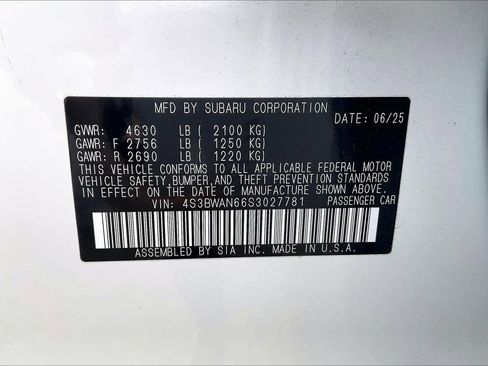 MFD BY SUBARU CORPORATION
DATE: 06/25
GVWR: 4630 LB ( 2100 KG)
GAWR: F 2756 LB ( 1250 KG)
GAWR: R 2690 LB ( 1220 KG)
THIS VEHICLE CONFORMS TO ALL APPLICABLE FEDERAL MOTOR
VEHICLE SAFETY,BUMPER,AND THEFT PREVENTION STANDARDS
IN EFFECT ON THE DATE OF MANUFACTURE SHOWN ABOVE.
VIN: 4S3BWAN66S3027781 PASSENGER CAR
ASSEMBLED BY SIA INC. MADE IN U.S.A.